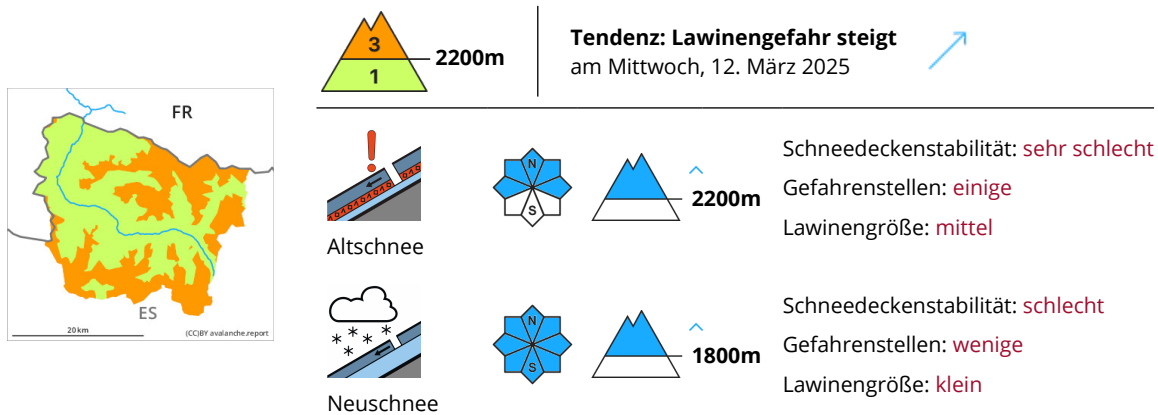 3
1
2200m
Tendenz: Lawinengefahr steigt
am Mittwoch, 12. März 2025
FR
ES
20 km
(CC)BY avalanche.report
N
S
2200m
Schneedeckenstabilität: sehr schlecht
Gefahrenstellen: einige
Lawinengröße: mittel
Altschnee
N
S
1800m
Schneedeckenstabilität: schlecht
Gefahrenstellen: wenige
Lawinengröße: klein
Neuschnee